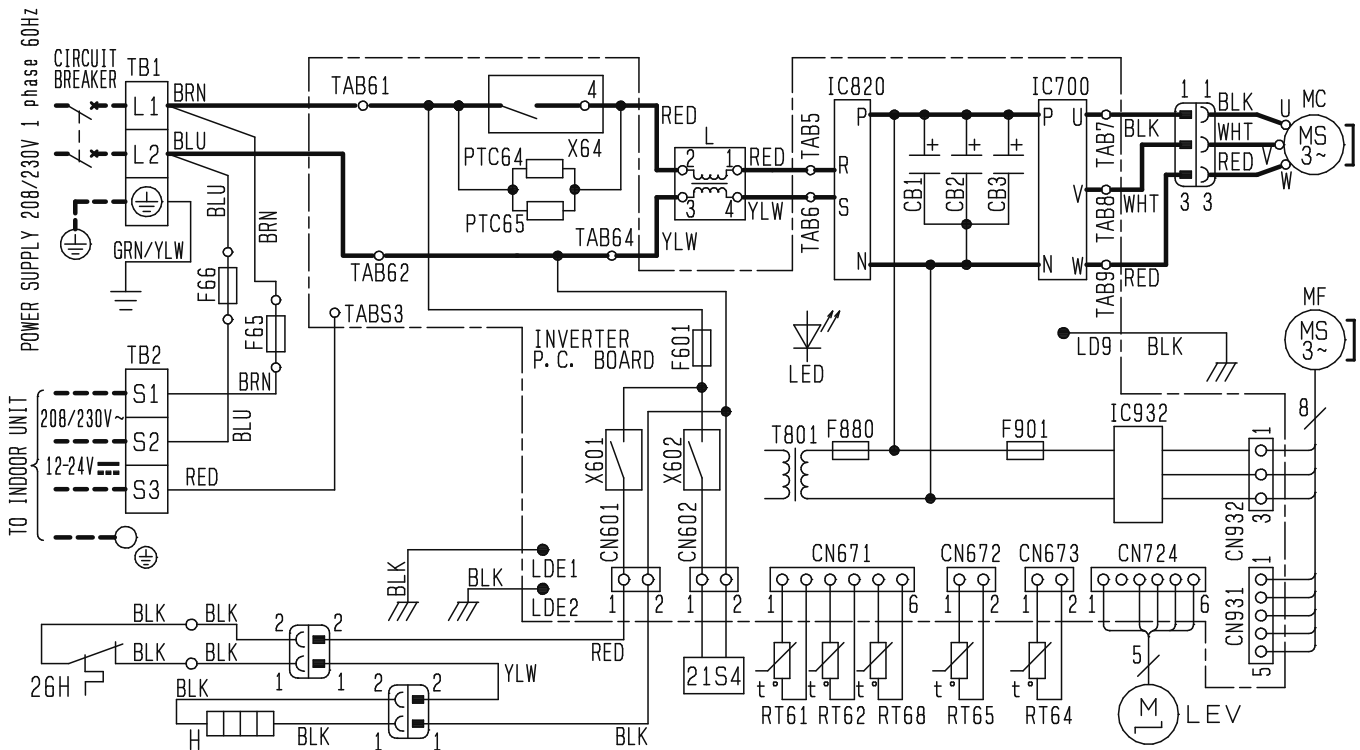 POWER SUPPLY 208/230V 1 phase 60Hz
CIRCUIT
BREAKER
TB1
L1
L2
BRN
BLU
GRN/YLW
BLU
BRN
F66
F65
TB2
S1
S2
S3
BRN
BLU
RED
208/230V~
12-24V
TO INDOOR UNIT
TAB61
TAB62
TABS3
4
X64
PTC64
PTC65
TAB64
RED
YLW
L
2 1
3 4
RED
YLW
TAB5
TAB6
IC820
P
R
S
N
CB1
CB2
CB3
+ + +
IC700
P U
V
N W
TAB7
TAB8
TAB9
BLK
WHT
RED
1 1
3 3
BLK
WHT
RED
U
V
W
MC
MS
3~
MF
MS
3~
8
INVERTER
P. C. BOARD
F601
LED
LD9
BLK
X601
X602
CN601
CN602
1 2
1 2
T801
F880
F901
IC932
1
3
CN932
1
5
CN931
LDE1
LDE2
BLK
BLK
CN671
1 6
CN672
1 2
CN673
1 2
CN724
1 6
t°
t°
t°
t°
t°
RT61
RT62
RT68
RT65
RT64
5
M
LEV
21S4
RED
YLW
BLK
BLK BLK
BLK BLK
26H
2 2
1 1
BLK
H
BLK
2 2
1 1